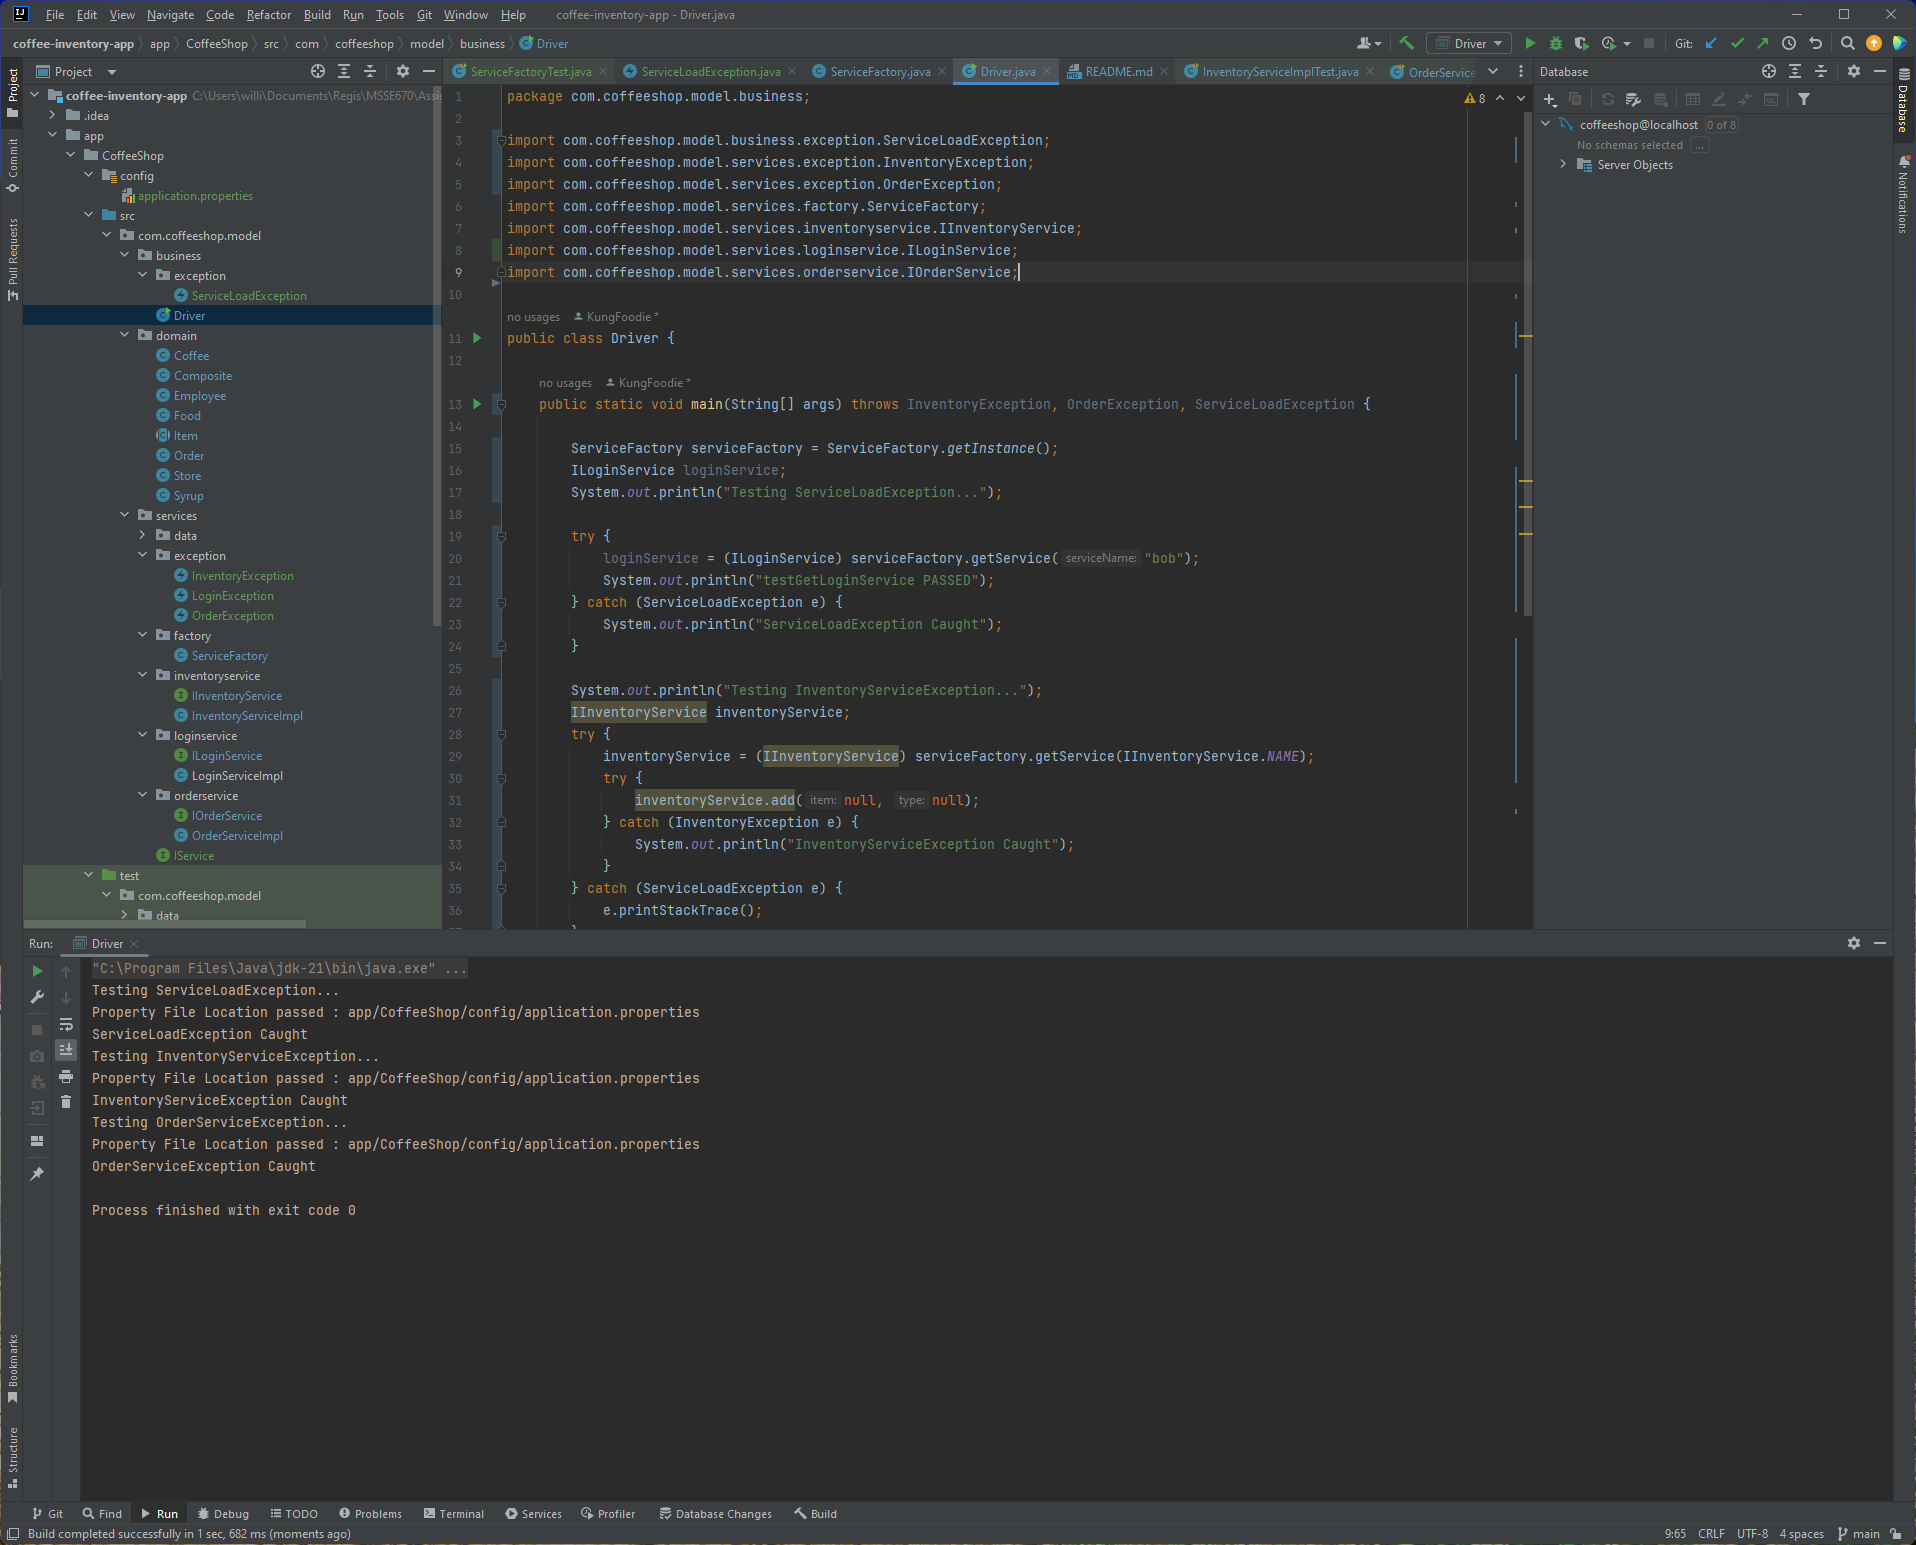 File Edit View Navigate Code Refactor Build Run Tools Git Window Help coffee-inventory-app - Driver.java
coffee-inventory-app app CoffeeShop src com coffeeshop model business Driver
Driver
Git:
Project
ServiceFactoryTest.java ServiceLoadException.java ServiceFactory.java Driver.java README.md InventoryServiceImplTest.java OrderService
Database
coffee-inventory-app C:\Users\willi\Documents\Regis\MSSE670\Assi
.idea
app
CoffeeShop
config
application.properties
src
com.coffeeshop.model
business
exception
ServiceLoadException
Driver
domain
Coffee
Composite
Employee
Food
Item
Order
Store
Syrup
services
data
exception
InventoryException
LoginException
OrderException
factory
ServiceFactory
inventoryservice
IInventoryService
InventoryServiceImpl
loginservice
ILoginService
LoginServiceImpl
orderservice
IOrderService
OrderServiceImpl
IService
test
com.coffeeshop.model
data
1 package com.coffeeshop.model.business;
8
2
3 import com.coffeeshop.model.business.exception.ServiceLoadException;
4 import com.coffeeshop.model.services.exception.InventoryException;
5 import com.coffeeshop.model.services.exception.OrderException;
6 import com.coffeeshop.model.services.factory.ServiceFactory;
7 import com.coffeeshop.model.services.inventoryservice.IInventoryService;
8 import com.coffeeshop.model.services.loginservice.ILoginService;
9 import com.coffeeshop.model.services.orderservice.IOrderService;
10
no usages KungFoodie *
11 public class Driver {
12
no usages KungFoodie *
13 public static void main(String[] args) throws InventoryException, OrderException, ServiceLoadException {
14
15 ServiceFactory serviceFactory = ServiceFactory.getInstance();
16 ILoginService loginService;
17 System.out.println("Testing ServiceLoadException...");
18
19 try {
20 loginService = (ILoginService) serviceFactory.getService( serviceName: "bob");
21 System.out.println("testGetLoginService PASSED");
22 } catch (ServiceLoadException e) {
23 System.out.println("ServiceLoadException Caught");
24 }
25
26 System.out.println("Testing InventoryServiceException...");
27 IInventoryService inventoryService;
28 try {
29 inventoryService = (IInventoryService) serviceFactory.getService(IInventoryService.NAME);
30 try {
31 inventoryService.add( item: null, type: null);
32 } catch (InventoryException e) {
33 System.out.println("InventoryServiceException Caught");
34 }
35 } catch (ServiceLoadException e) {
36 e.printStackTrace();
coffeeshop@localhost 0 of 8
No schemas selected ...
Server Objects
Project
Commit
Pull Requests
Bookmarks
Structure
Database
Notifications
Run: Driver
"C:\Program Files\Java\jdk-21\bin\java.exe" ...
Testing ServiceLoadException...
Property File Location passed : app/CoffeeShop/config/application.properties
ServiceLoadException Caught
Testing InventoryServiceException...
Property File Location passed : app/CoffeeShop/config/application.properties
InventoryServiceException Caught
Testing OrderServiceException...
Property File Location passed : app/CoffeeShop/config/application.properties
OrderServiceException Caught
Process finished with exit code 0
Git Find Run Debug TODO Problems Terminal Services Profiler Database Changes Build
Build completed successfully in 1 sec, 682 ms (moments ago)
9:65 CRLF UTF-8 4 spaces main